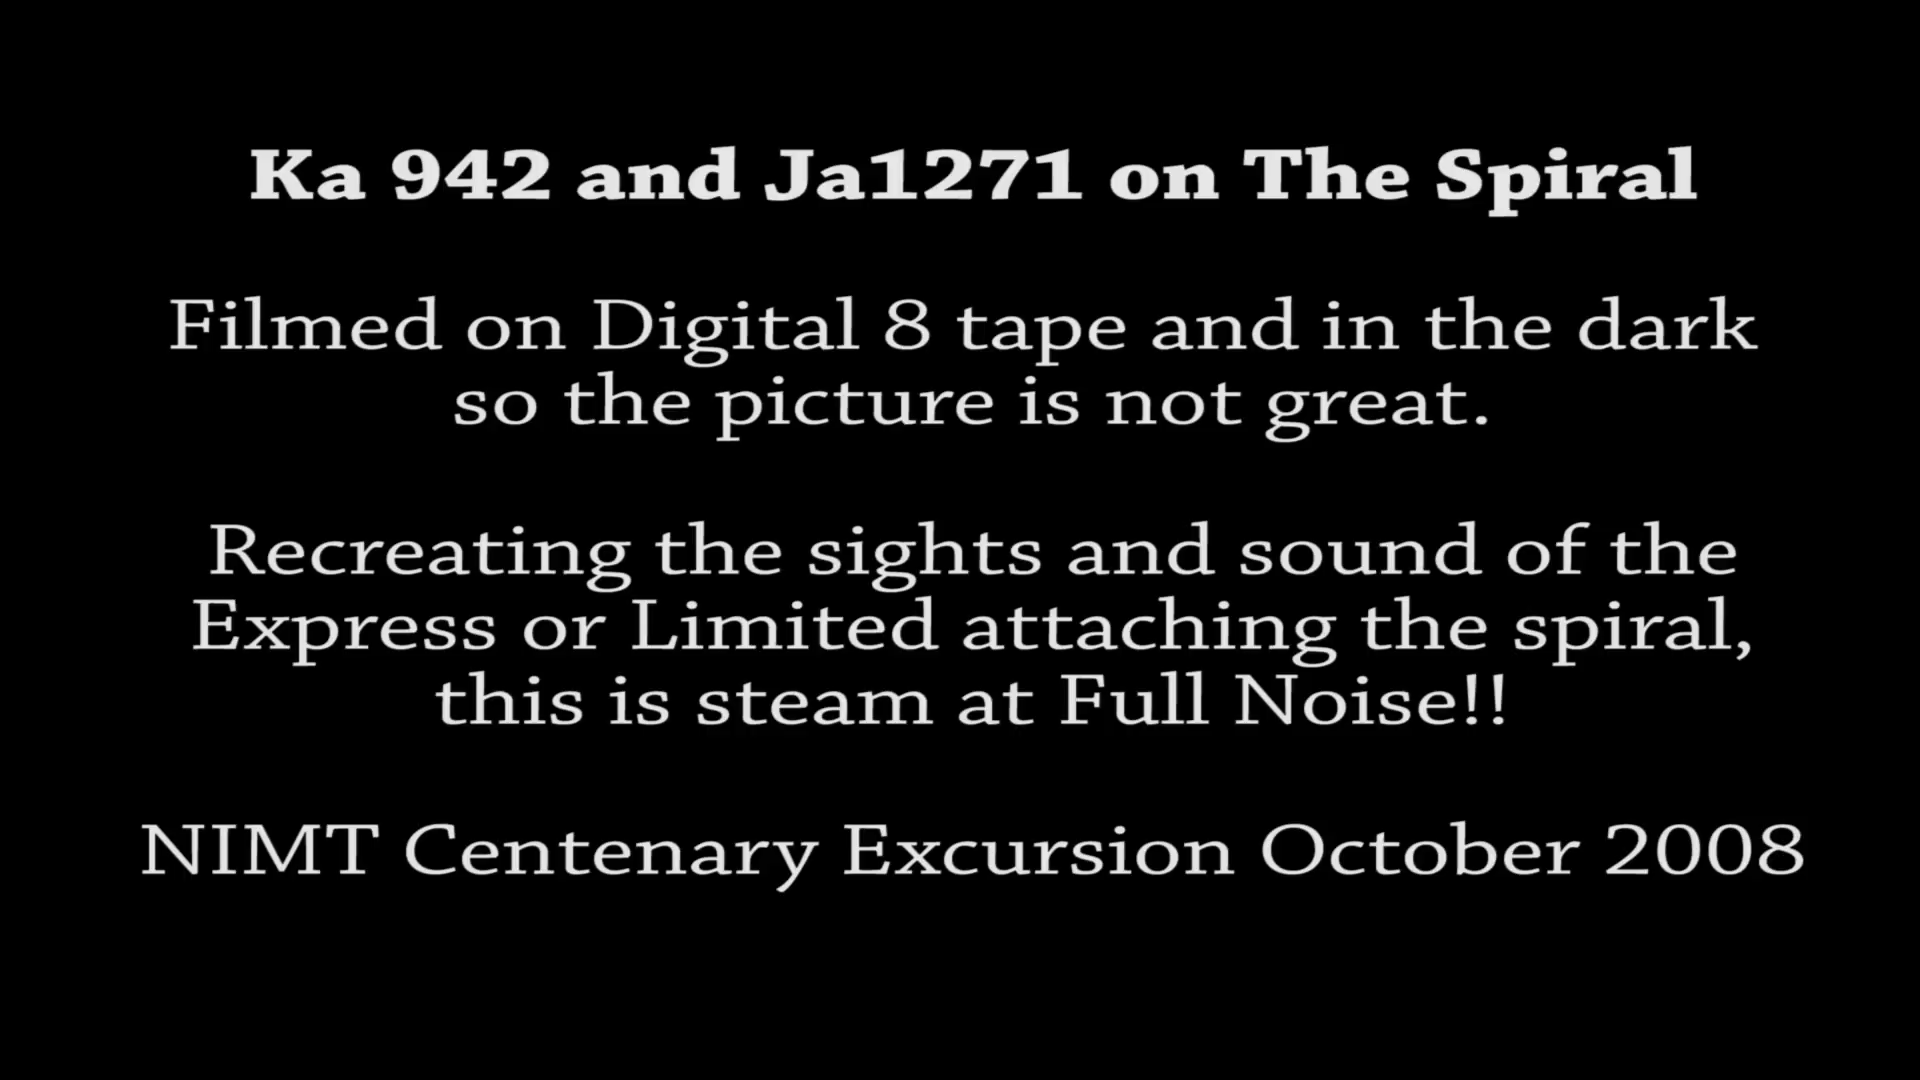 Ka 942 and Ja1271 on The Spiral
Filmed on Digital 8 tape and in the dark
so the picture is not great.
Recreating the sights and sound of the
Express or Limited attaching the spiral,
this is steam at Full Noise!!
NIMT Centenary Excursion October 2008